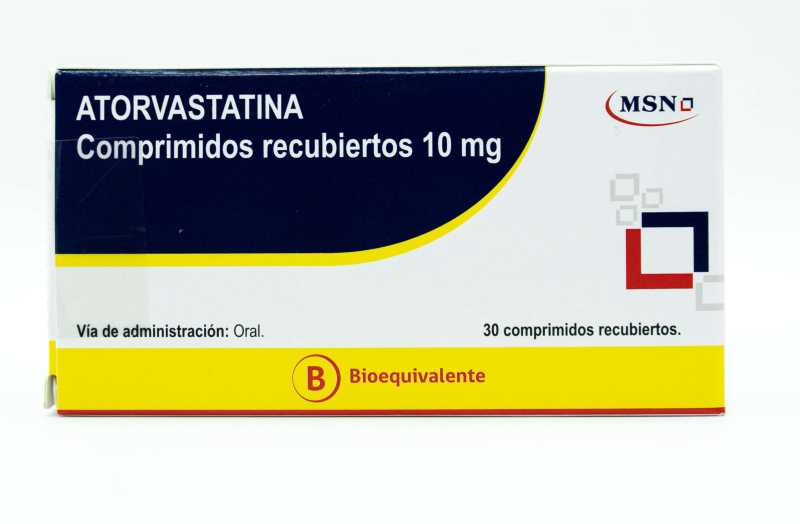 ATORVASTATINA
Comprimidos recubiertos 10 mg
MSN
Vía de administración: Oral.
30 comprimidos recubiertos.
B Bioequivalente